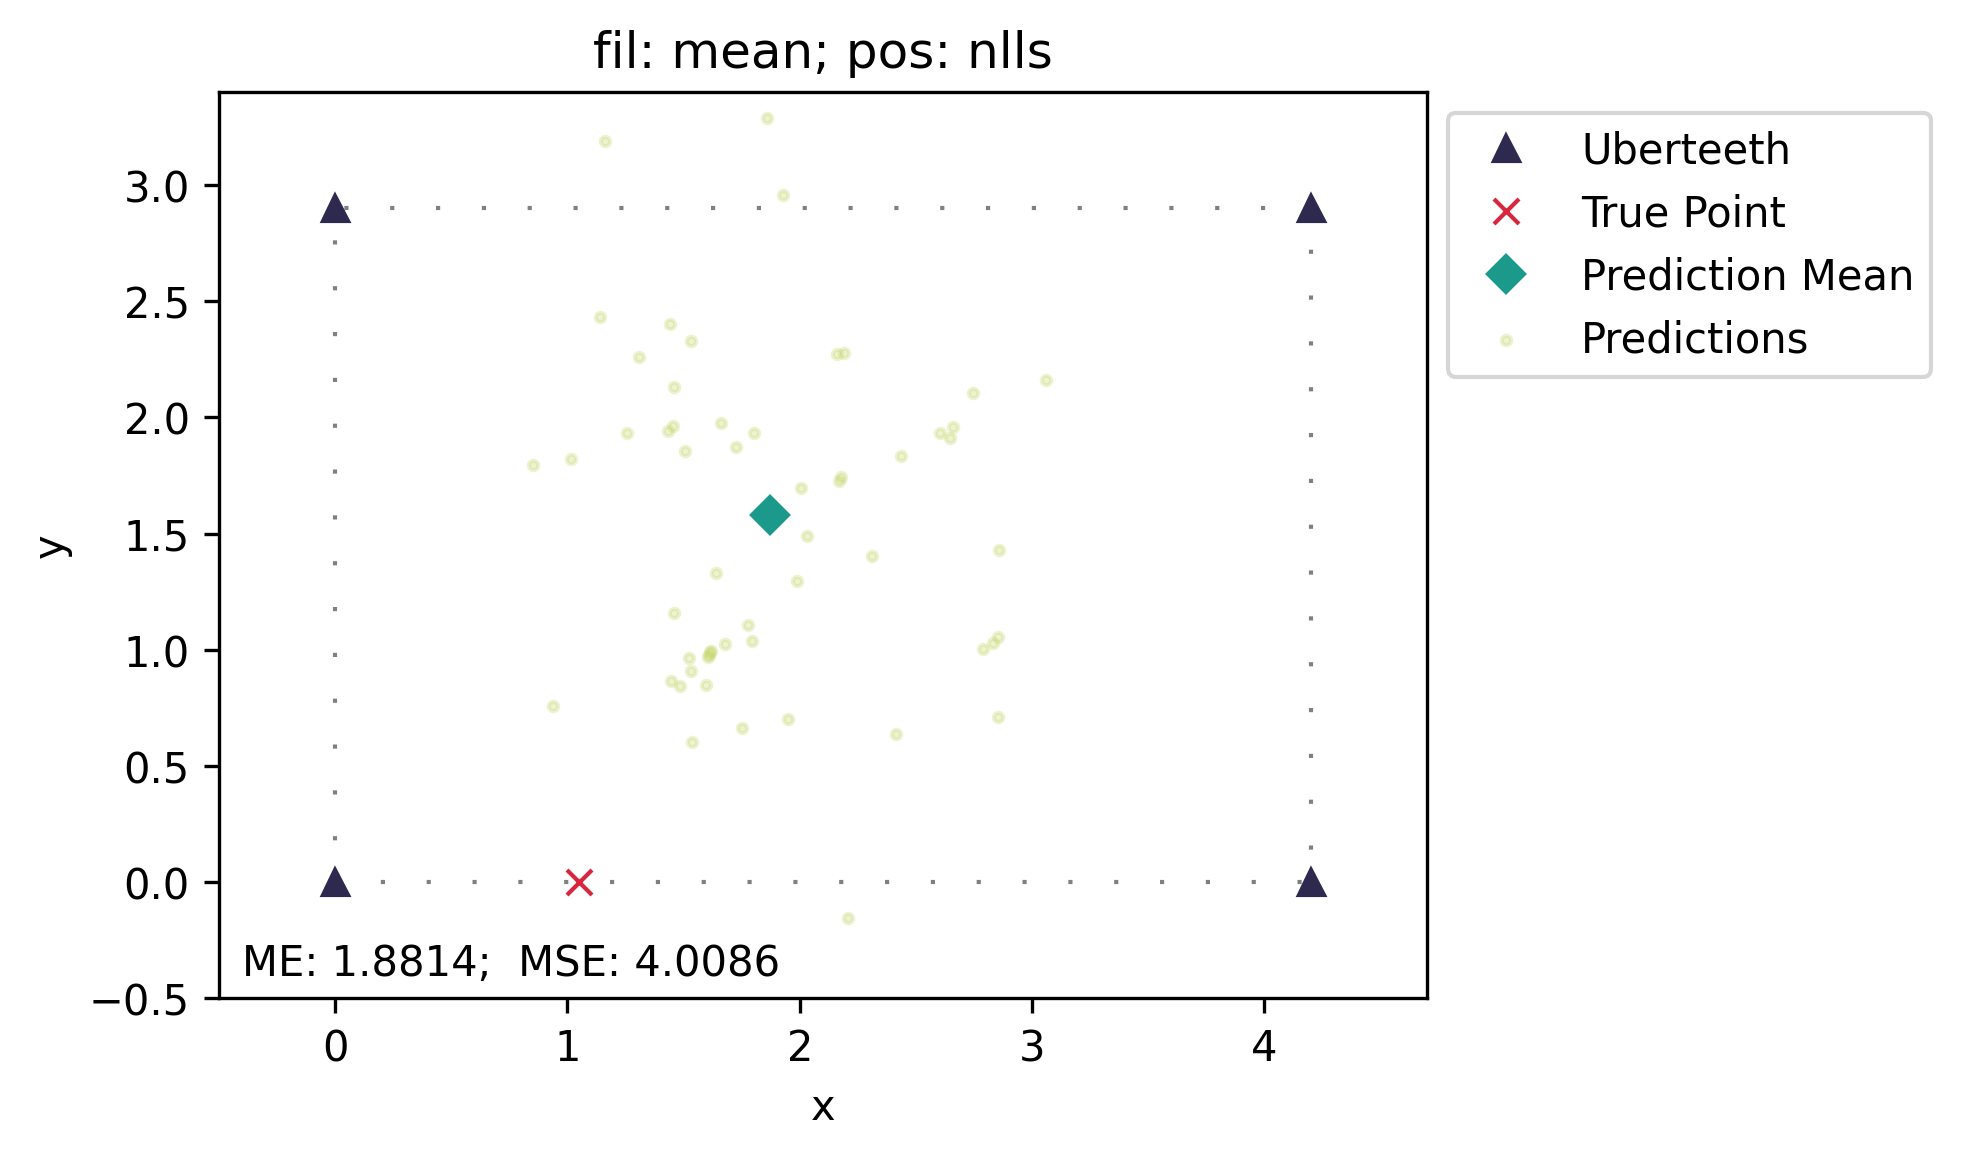 fil: mean; pos: nlls
Uberteeth
True Point
Prediction Mean
Predictions
y
3.0
2.5
2.0
1.5
1.0
0.5
0.0
−0.5
ME: 1.8814;  MSE: 4.0086
0 1 2 3 4
x